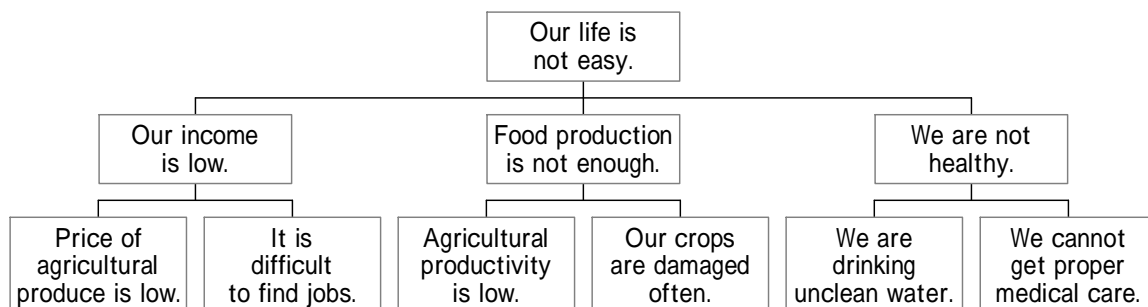 Our life is
not easy.
Our income
is low.
Food production
is not enough.
We are not
healthy.
Price of
agricultural
produce is low.
It is
difficult
to find jobs.
Agricultural
productivity
is low.
Our crops
are damaged
often.
We are
drinking
unclean water.
We cannot
get proper
medical care.